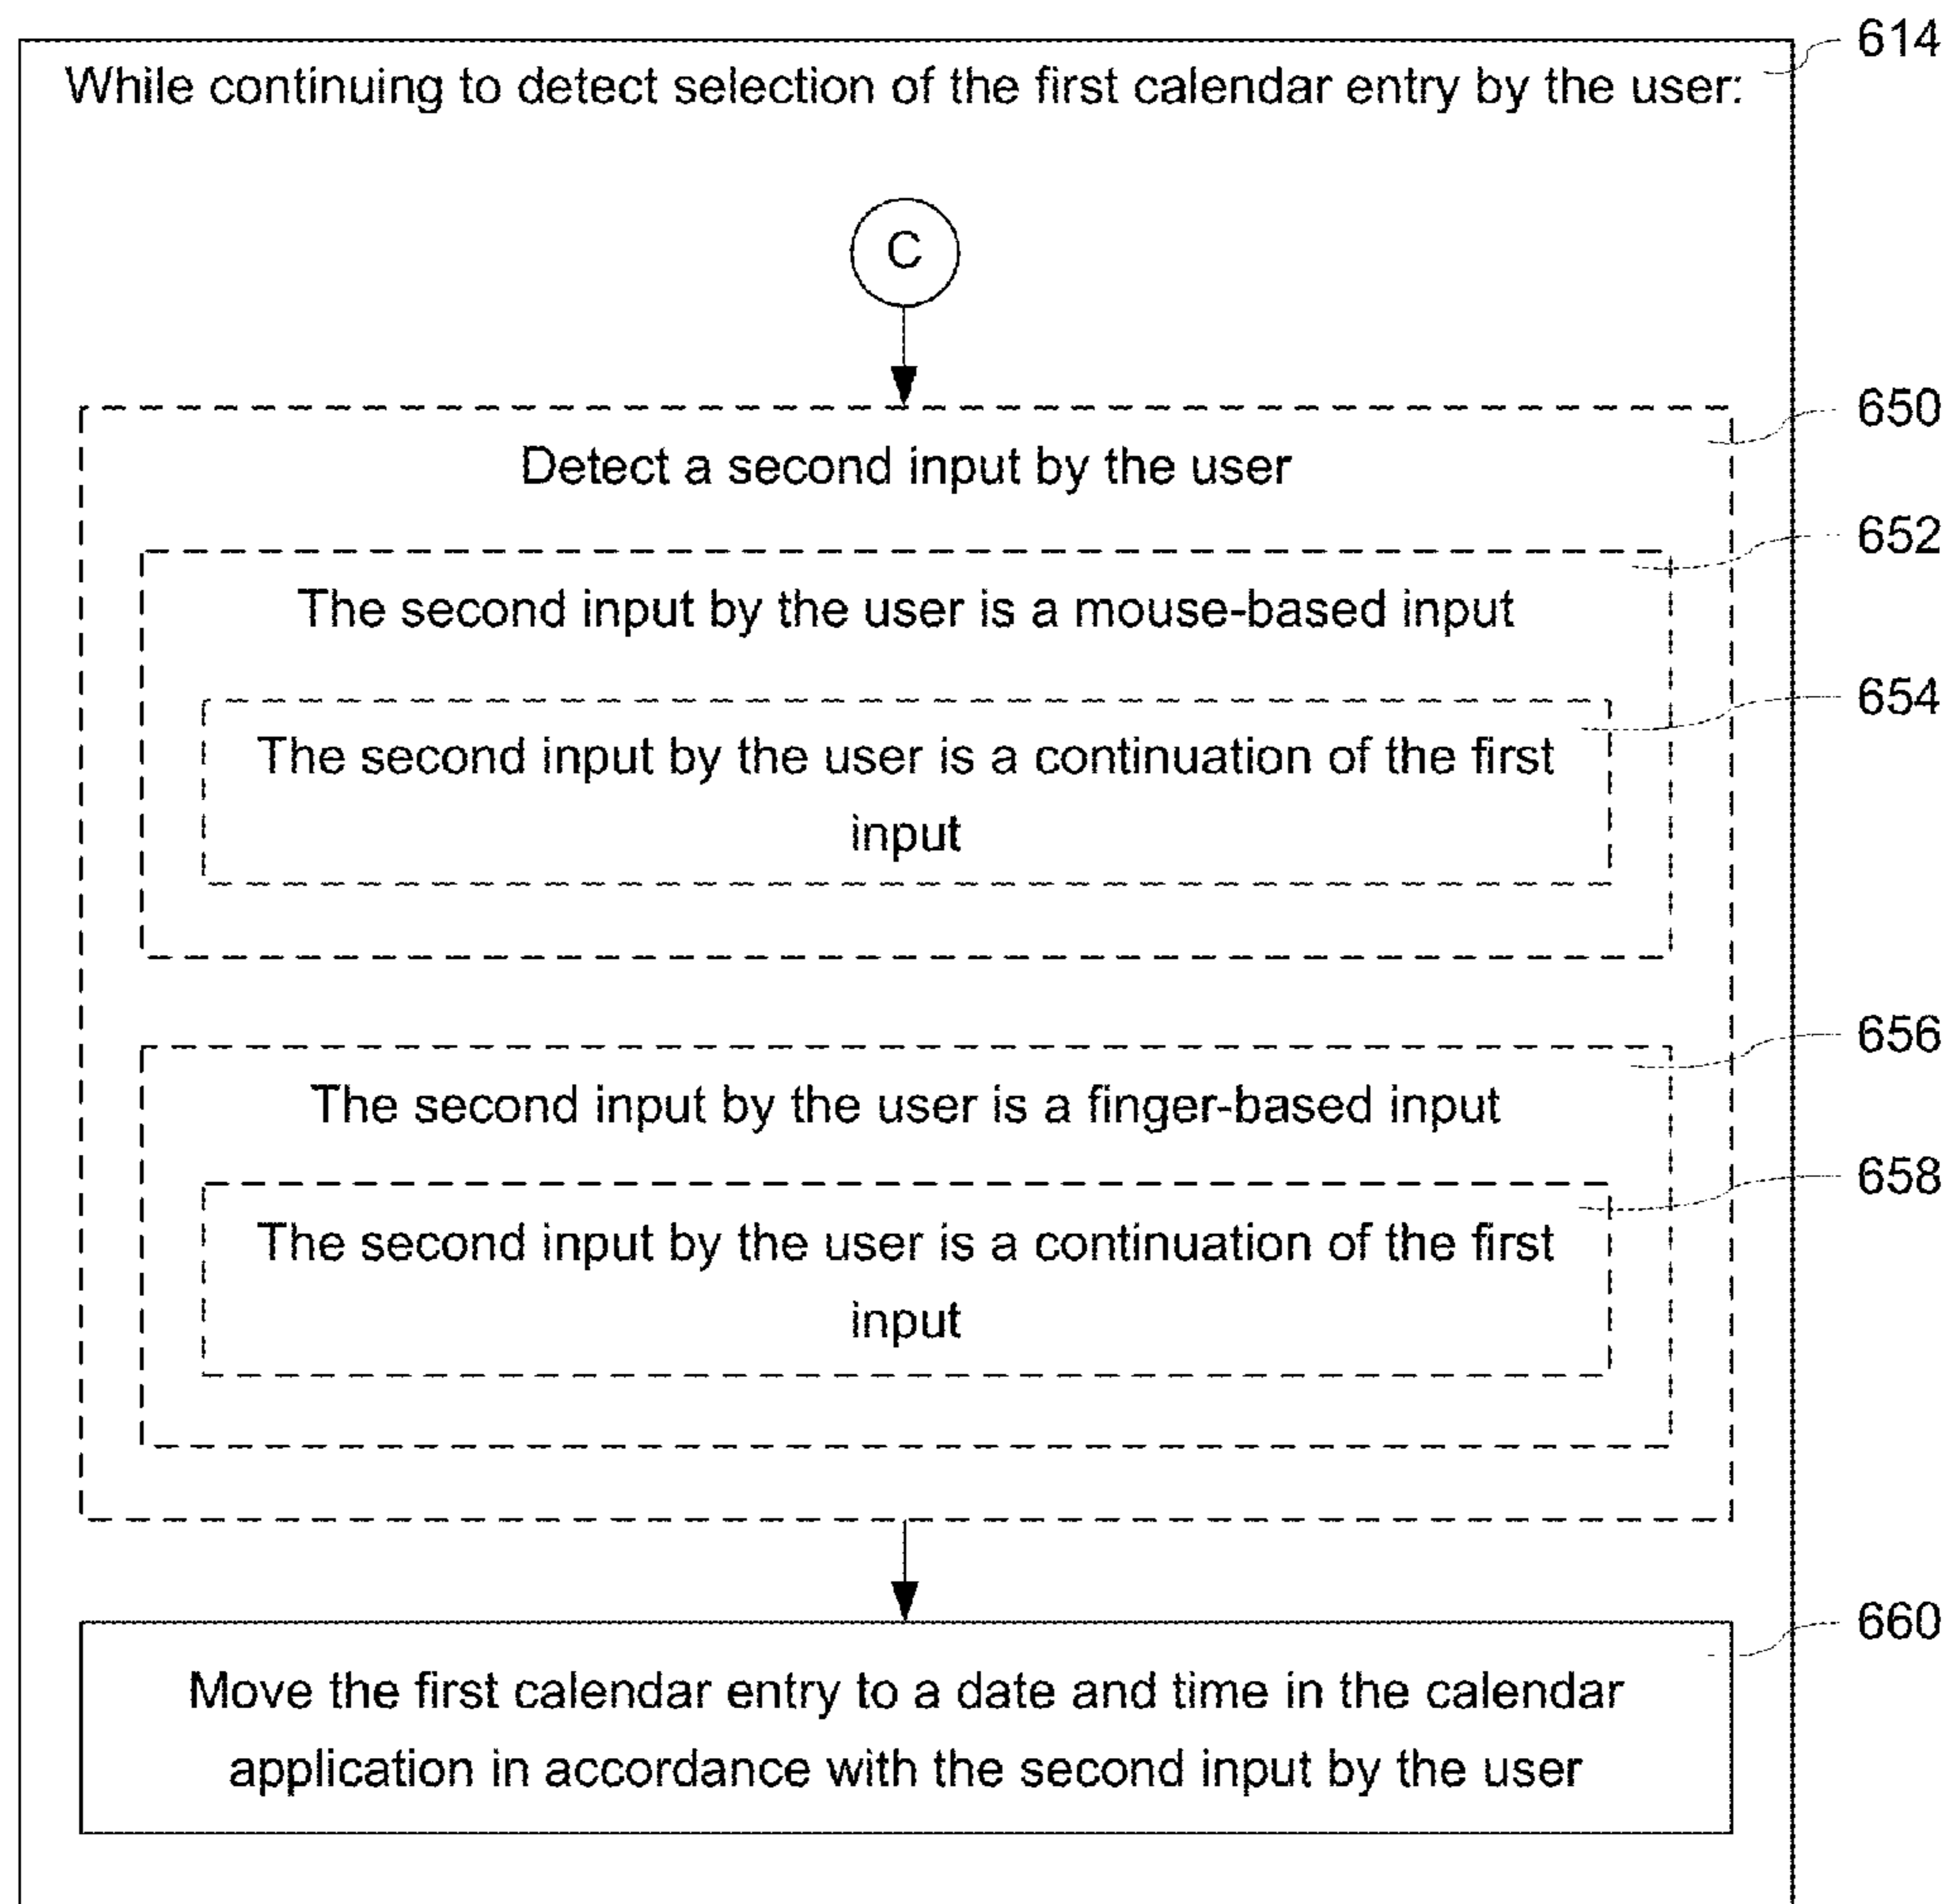 614
While continuing to detect selection of the first calendar entry by the user:
C
650
Detect a second input by the user
652
The second input by the user is a mouse-based input
654
The second input by the user is a continuation of the first
input
656
The second input by the user is a finger-based input
658
The second input by the user is a continuation of the first
input
660
Move the first calendar entry to a date and time in the calendar
application in accordance with the second input by the user